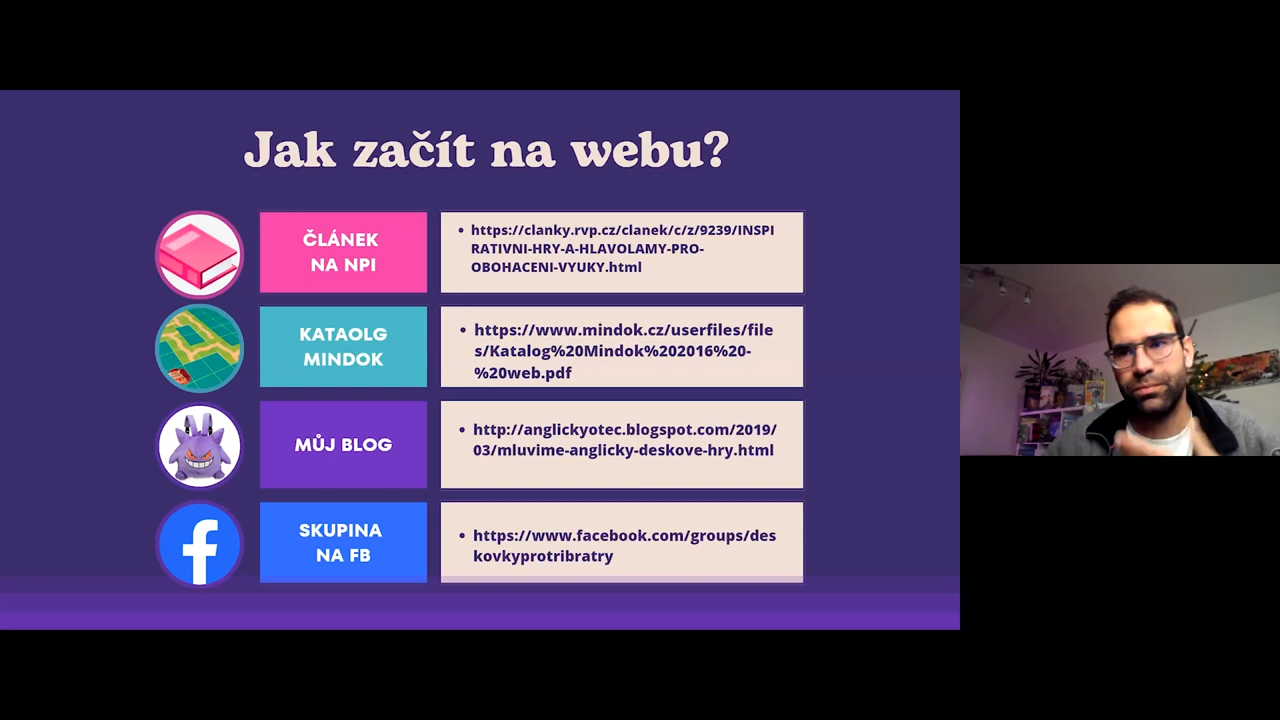 Jak začít na webu?
ČLÁNEK
NA NPI
• https://clanky.rvp.cz/clanek/c/z/9239/INSPI
RATIVNI-HRY-A-HLAVOLAMY-PRO-
OBOHACENI-VYUKY.html
KATAOLG
MINDOK
• https://www.mindok.cz/userfiles/file
s/Katalog%20Mindok%202016%20-
%20web.pdf
MŮJ BLOG
• http://anglickyotec.blogspot.com/2019/
03/mluvime-anglicky-deskove-hry.html
SKUPINA
NA FB
• https://www.facebook.com/groups/des
kovkyprotribratry